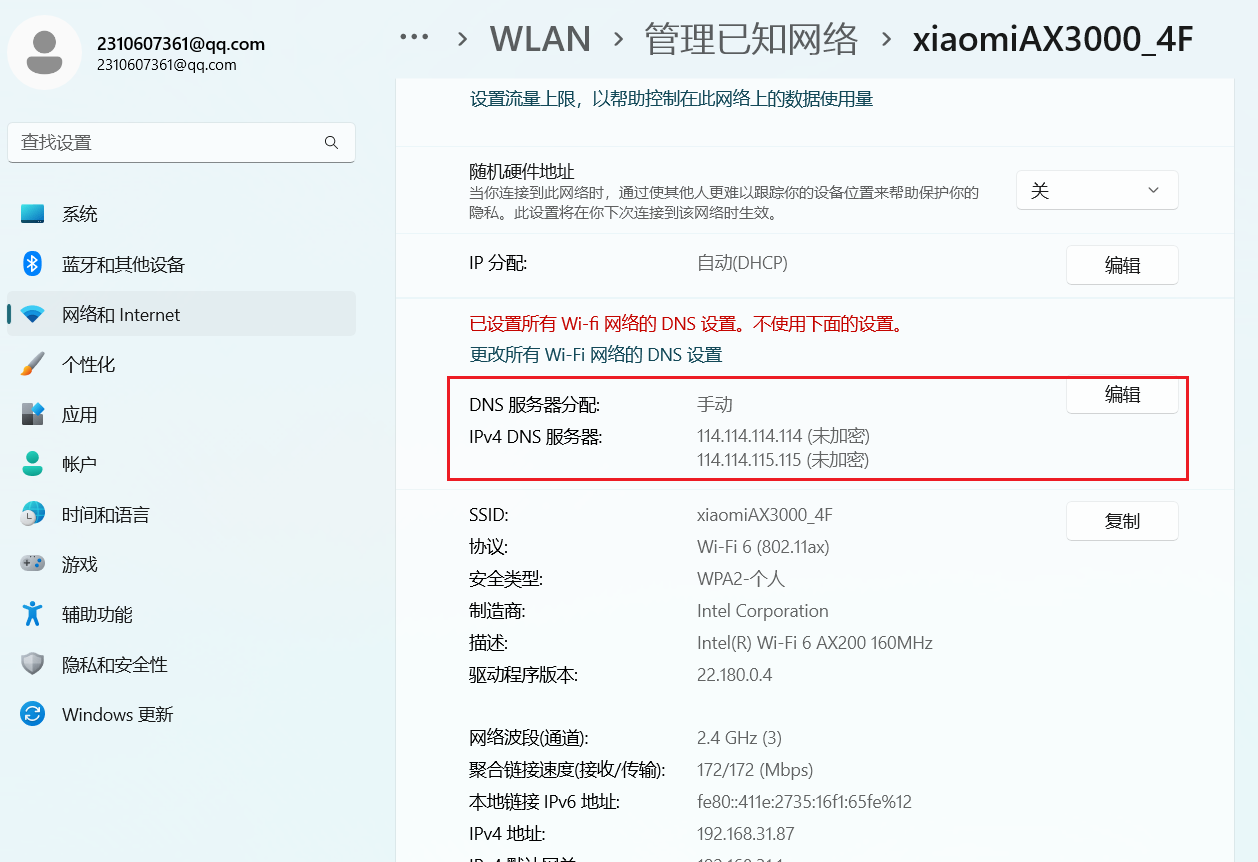 2310607361@qq.com
2310607361@qq.com
查找设置
系统
蓝牙和其他设备
网络和 Internet
个性化
应用
帐户
时间和语言
游戏
辅助功能
隐私和安全性
Windows 更新
··· > WLAN > 管理已知网络 > xiaomiAX3000_4F
设置流量上限，以帮助控制在此网络上的数据使用量
随机硬件地址
当你连接到此网络时，通过使其他人更难以跟踪你的设备位置来帮助保护你的
隐私。此设置将在你下次连接到该网络时生效。
关
IP 分配: 自动(DHCP) 编辑
已设置所有 Wi-fi 网络的 DNS 设置。不使用下面的设置。
更改所有 Wi-Fi 网络的 DNS 设置
DNS 服务器分配: 手动 编辑
IPv4 DNS 服务器: 114.114.114.114 (未加密)
114.114.115.115 (未加密)
SSID: xiaomiAX3000_4F 复制
协议: Wi-Fi 6 (802.11ax)
安全类型: WPA2-个人
制造商: Intel Corporation
描述: Intel(R) Wi-Fi 6 AX200 160MHz
驱动程序版本: 22.180.0.4
网络波段(通道): 2.4 GHz (3)
聚合链接速度(接收/传输): 172/172 (Mbps)
本地链接 IPv6 地址: fe80::411e:2735:16f1:65fe%12
IPv4 地址: 192.168.31.87